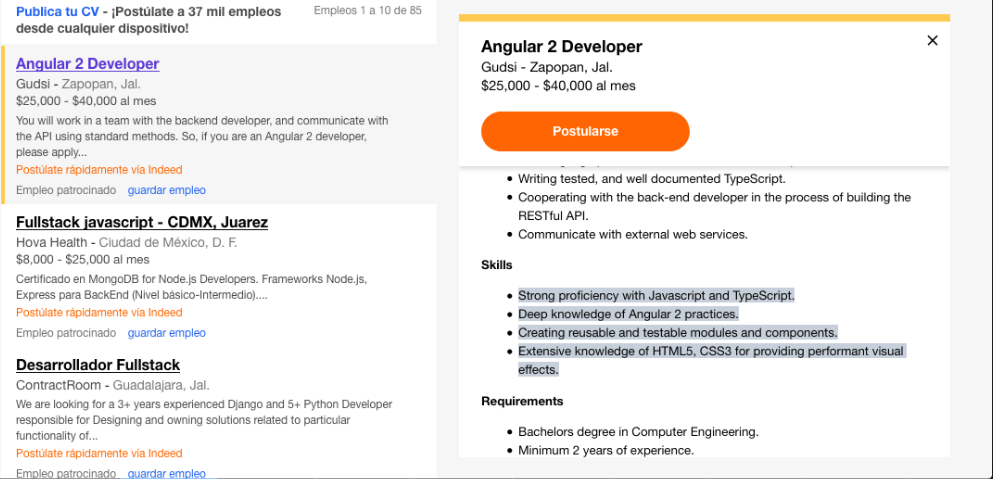 Publica tu CV - ¡Postúlate a 37 mil empleos
desde cualquier dispositivo!
Empleos 1 a 10 de 85
Angular 2 Developer
Gudsi - Zapopan, Jal.
$25,000 - $40,000 al mes
You will work in a team with the backend developer, and communicate with
the API using standard methods. So, if you are an Angular 2 developer,
please apply...
Postúlate rápidamente vía Indeed
Empleo patrocinado guardar empleo
Fullstack javascript - CDMX, Juarez
Hova Health - Ciudad de México, D. F.
$8,000 - $25,000 al mes
Certificado en MongoDB for Node.js Developers. Frameworks Node.js,
Express para BackEnd (Nivel básico-Intermedio)....
Postúlate rápidamente vía Indeed
Empleo patrocinado guardar empleo
Desarrollador Fullstack
ContractRoom - Guadalajara, Jal.
We are looking for a 3+ years experienced Django and 5+ Python Developer
responsible for Designing and owning solutions related to particular
functionality of...
Postúlate rápidamente vía Indeed
Empleo patrocinado guardar empleo
Angular 2 Developer
Gudsi - Zapopan, Jal.
$25,000 - $40,000 al mes
Postularse
Writing tested, and well documented TypeScript.
Cooperating with the back-end developer in the process of building the
RESTful API.
Communicate with external web services.
Skills
Strong proficiency with Javascript and TypeScript.
Deep knowledge of Angular 2 practices.
Creating reusable and testable modules and components.
Extensive knowledge of HTML5, CSS3 for providing performant visual
effects.
Requirements
Bachelors degree in Computer Engineering.
Minimum 2 years of experience.